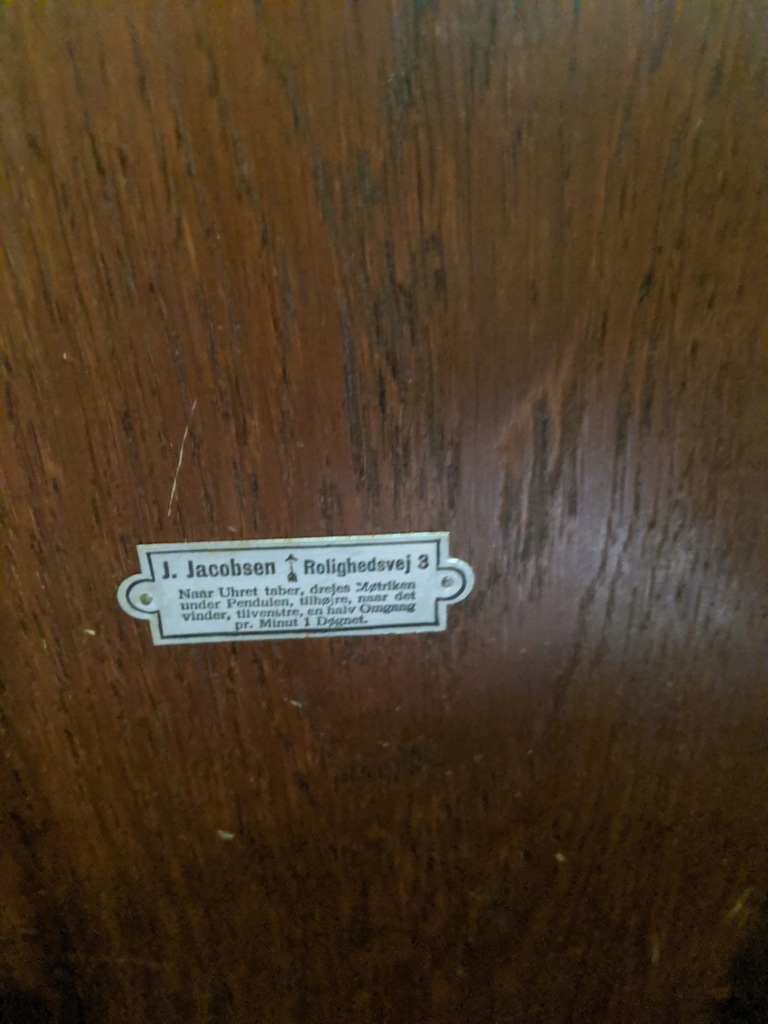 J. Jacobsen Rolighedsvej 3
Naar Uhret taber, drejes Møtriken
under Pendulen, tilhøjre, naar det
vinder, tilvenstre, en halv Omgang
pr. Minut 1 Døgnet.